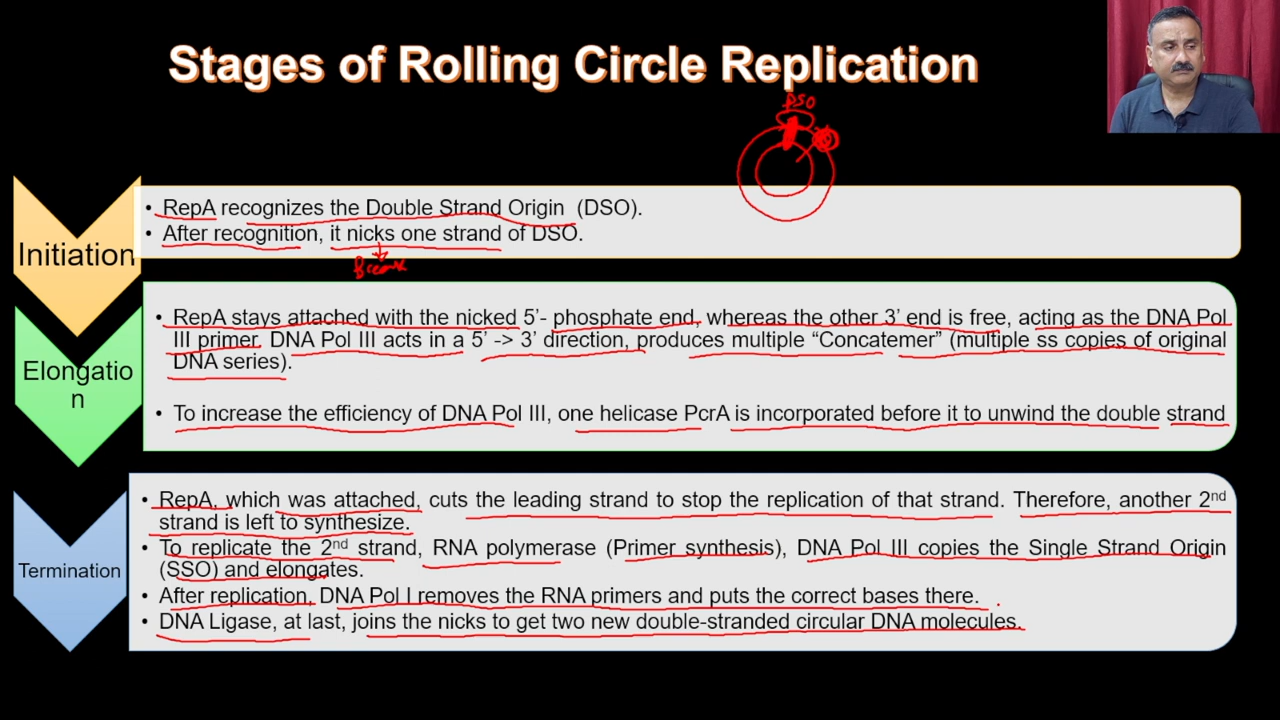 Stages of Rolling Circle Replication
DSO
Initiation
• RepA recognizes the Double Strand Origin (DSO).
• After recognition, it nicks one strand of DSO.
Break
Elongatio
n
• RepA stays attached with the nicked 5’- phosphate end, whereas the other 3’ end is free, acting as the DNA Pol
III primer. DNA Pol III acts in a 5’ -> 3’ direction, produces multiple “Concatemer” (multiple ss copies of original
DNA series).
• To increase the efficiency of DNA Pol III, one helicase PcrA is incorporated before it to unwind the double strand
Termination
• RepA, which was attached, cuts the leading strand to stop the replication of that strand. Therefore, another 2nd
strand is left to synthesize.
• To replicate the 2nd strand, RNA polymerase (Primer synthesis), DNA Pol III copies the Single Strand Origin
(SSO) and elongates.
• After replication, DNA Pol I removes the RNA primers and puts the correct bases there.
• DNA Ligase, at last, joins the nicks to get two new double-stranded circular DNA molecules.